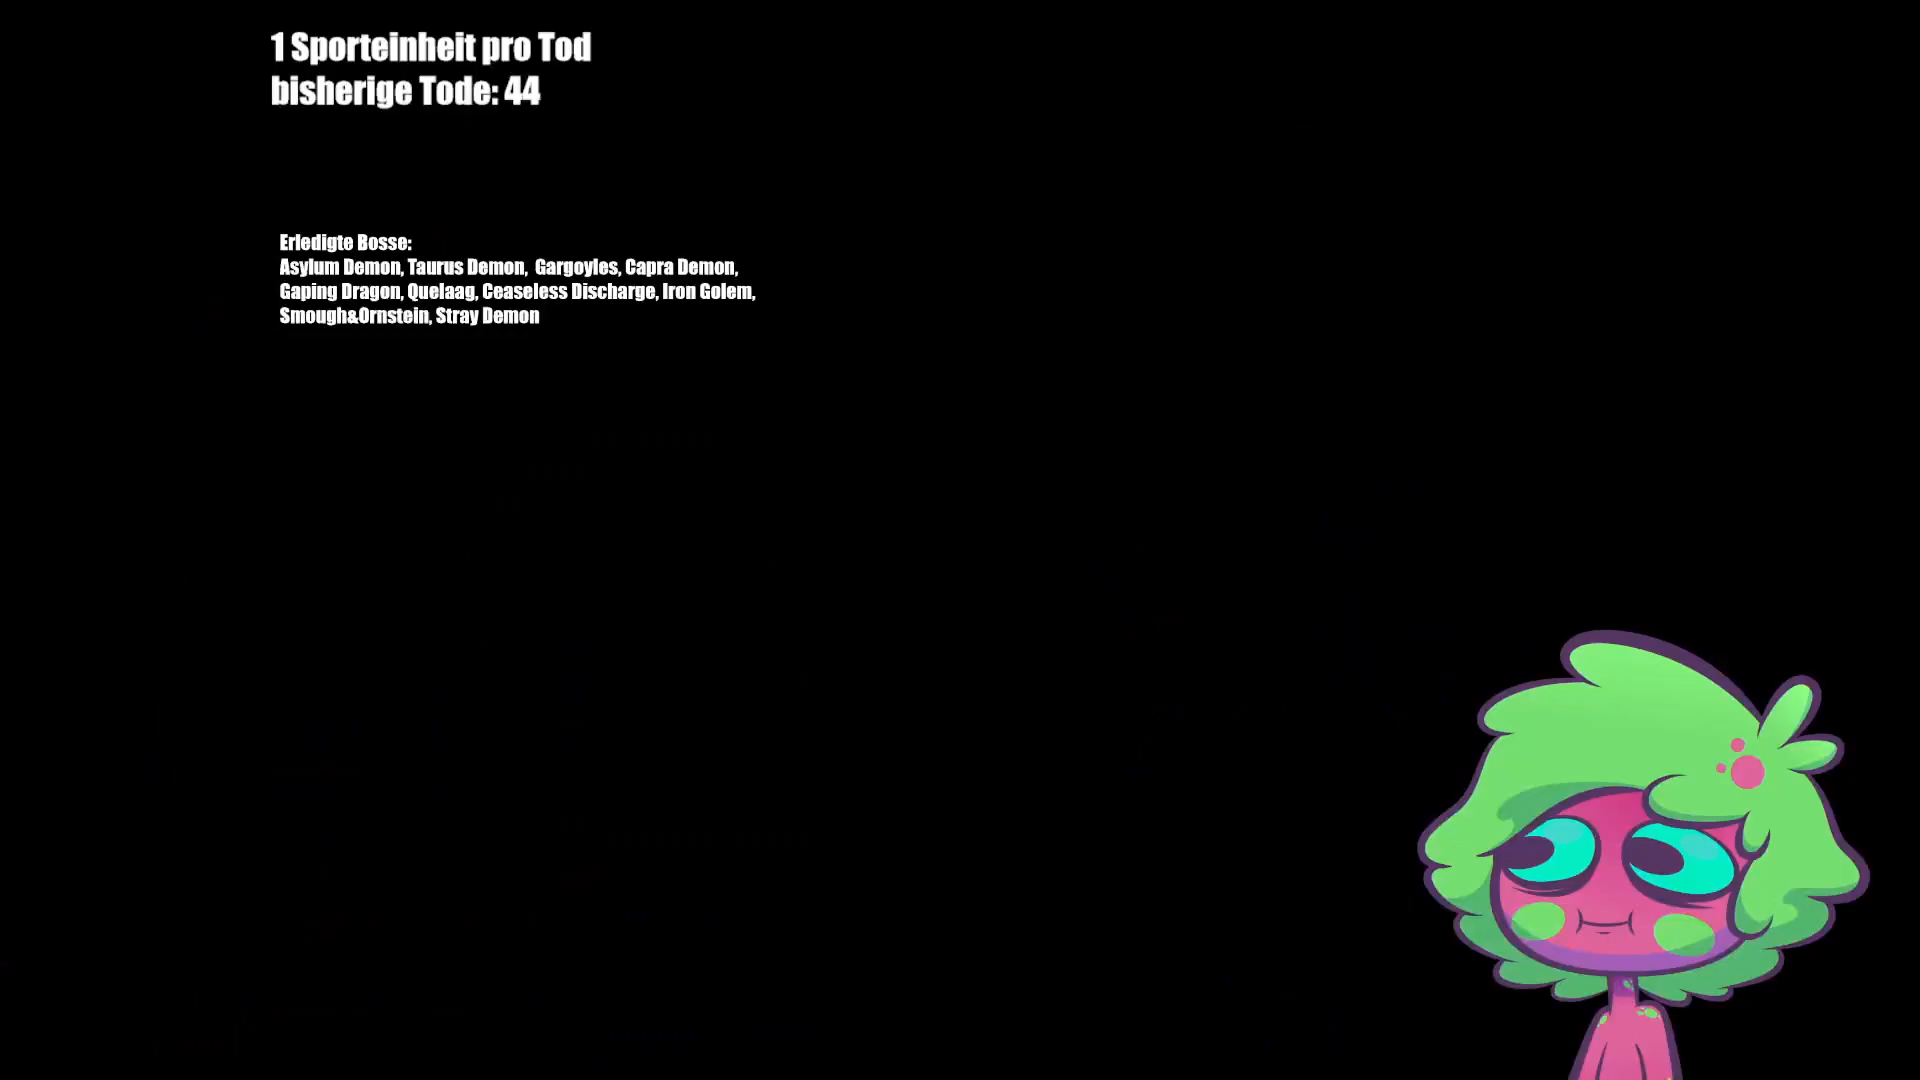 1 Sporteinheit pro Tod
bisherige Tode: 44
Erledigte Bosse:
Asylum Demon, Taurus Demon,  Gargoyles, Capra Demon,
Gaping Dragon, Quelaag, Ceaseless Discharge, Iron Golem,
Smough&Ornstein, Stray Demon